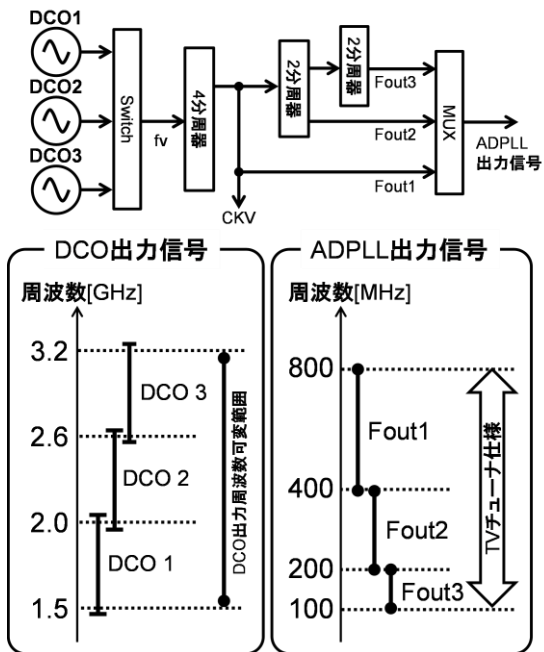 DCO1
DCO2
DCO3
Switch
fv
4分周器
CKV
2分周器
2分周器
Fout3
Fout2
Fout1
MUX
ADPLL
出力信号
DCO出力信号
周波数[GHz]
3.2
2.6
2.0
1.5
DCO 3
DCO 2
DCO 1
DCO出力周波数可変範囲
ADPLL出力信号
周波数[MHz]
800
400
200
100
Fout1
Fout2
Fout3
TVチューナ仕様